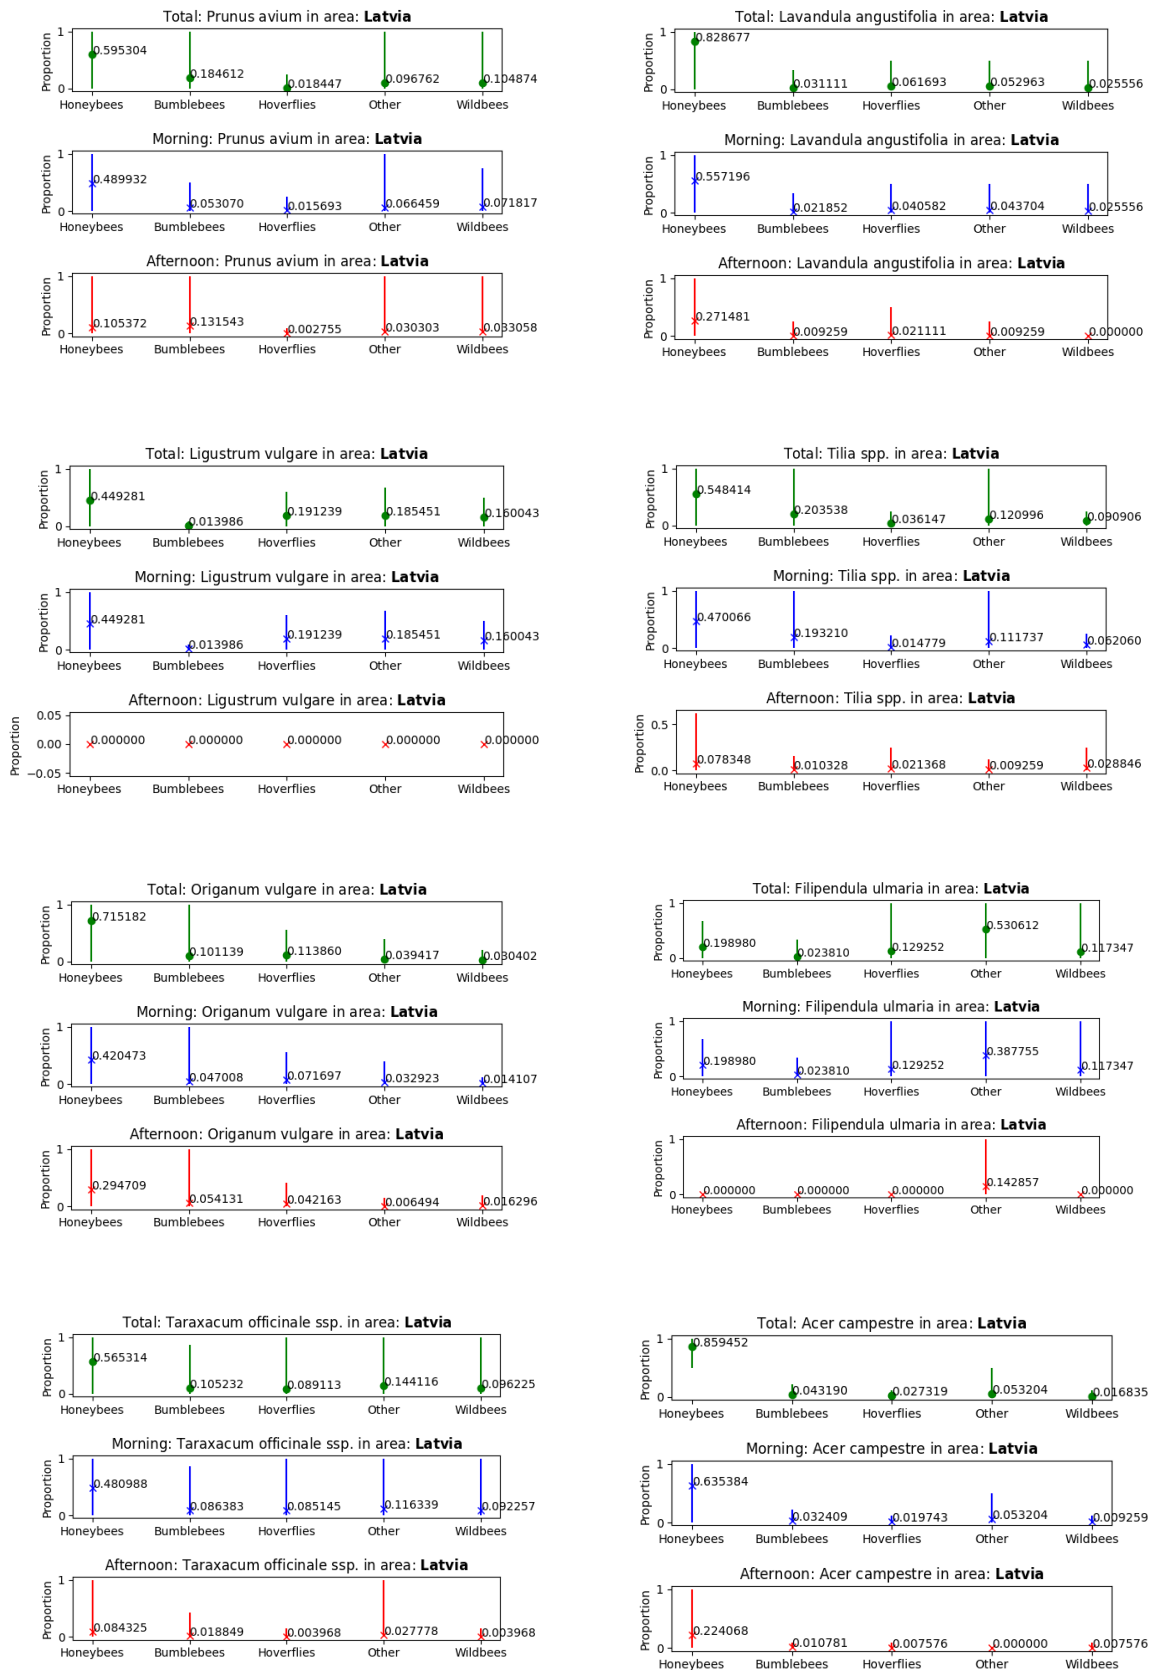 Total: Prunus avium in area: Latvia
Proportion
1
0
0.595304
0.184612
0.018447
0.096762
0.104874
Honeybees Bumblebees Hoverflies Other Wildbees
Morning: Prunus avium in area: Latvia
Proportion
1
0
0.489932
0.053070
0.015693
0.066459
0.071817
Honeybees Bumblebees Hoverflies Other Wildbees
Afternoon: Prunus avium in area: Latvia
Proportion
1
0
0.105372
0.131543
0.002755
0.030303
0.033058
Honeybees Bumblebees Hoverflies Other Wildbees
Total: Lavandula angustifolia in area: Latvia
Proportion
1
0
0.828677
0.031111
0.061693
0.052963
0.025556
Honeybees Bumblebees Hoverflies Other Wildbees
Morning: Lavandula angustifolia in area: Latvia
Proportion
1
0
0.557196
0.021852
0.040582
0.043704
0.025556
Honeybees Bumblebees Hoverflies Other Wildbees
Afternoon: Lavandula angustifolia in area: Latvia
Proportion
1
0
0.271481
0.009259
0.021111
0.009259
0.000000
Honeybees Bumblebees Hoverflies Other Wildbees
Total: Ligustrum vulgare in area: Latvia
Proportion
1
0
0.449281
0.013986
0.191239
0.185451
0.160043
Honeybees Bumblebees Hoverflies Other Wildbees
Morning: Ligustrum vulgare in area: Latvia
Proportion
1
0
0.449281
0.013986
0.191239
0.185451
0.160043
Honeybees Bumblebees Hoverflies Other Wildbees
Afternoon: Ligustrum vulgare in area: Latvia
Proportion
0.05
0.00
−0.05
0.000000
0.000000
0.000000
0.000000
0.000000
Honeybees Bumblebees Hoverflies Other Wildbees
Total: Tilia spp. in area: Latvia
Proportion
1
0
0.548414
0.203538
0.036147
0.120996
0.090906
Honeybees Bumblebees Hoverflies Other Wildbees
Morning: Tilia spp. in area: Latvia
Proportion
1
0
0.470066
0.193210
0.014779
0.111737
0.062060
Honeybees Bumblebees Hoverflies Other Wildbees
Afternoon: Tilia spp. in area: Latvia
Proportion
0.5
0.0
0.078348
0.010328
0.021368
0.009259
0.028846
Honeybees Bumblebees Hoverflies Other Wildbees
Total: Origanum vulgare in area: Latvia
Proportion
1
0
0.715182
0.101139
0.113860
0.039417
0.030402
Honeybees Bumblebees Hoverflies Other Wildbees
Morning: Origanum vulgare in area: Latvia
Proportion
1
0
0.420473
0.047008
0.071697
0.032923
0.014107
Honeybees Bumblebees Hoverflies Other Wildbees
Afternoon: Origanum vulgare in area: Latvia
Proportion
1
0
0.294709
0.054131
0.042163
0.006494
0.016296
Honeybees Bumblebees Hoverflies Other Wildbees
Total: Filipendula ulmaria in area: Latvia
Proportion
1
0
0.198980
0.023810
0.129252
0.530612
0.117347
Honeybees Bumblebees Hoverflies Other Wildbees
Morning: Filipendula ulmaria in area: Latvia
Proportion
1
0
0.198980
0.023810
0.129252
0.387755
0.117347
Honeybees Bumblebees Hoverflies Other Wildbees
Afternoon: Filipendula ulmaria in area: Latvia
Proportion
1
0
0.000000
0.000000
0.000000
0.142857
0.000000
Honeybees Bumblebees Hoverflies Other Wildbees
Total: Taraxacum officinale ssp. in area: Latvia
Proportion
1
0
0.565314
0.105232
0.089113
0.144116
0.096225
Honeybees Bumblebees Hoverflies Other Wildbees
Morning: Taraxacum officinale ssp. in area: Latvia
Proportion
1
0
0.480988
0.086383
0.085145
0.116339
0.092257
Honeybees Bumblebees Hoverflies Other Wildbees
Afternoon: Taraxacum officinale ssp. in area: Latvia
Proportion
1
0
0.084325
0.018849
0.003968
0.027778
0.003968
Honeybees Bumblebees Hoverflies Other Wildbees
Total: Acer campestre in area: Latvia
Proportion
1
0
0.859452
0.043190
0.027319
0.053204
0.016835
Honeybees Bumblebees Hoverflies Other Wildbees
Morning: Acer campestre in area: Latvia
Proportion
1
0
0.635384
0.032409
0.019743
0.053204
0.009259
Honeybees Bumblebees Hoverflies Other Wildbees
Afternoon: Acer campestre in area: Latvia
Proportion
1
0
0.224068
0.010781
0.007576
0.000000
0.007576
Honeybees Bumblebees Hoverflies Other Wildbees